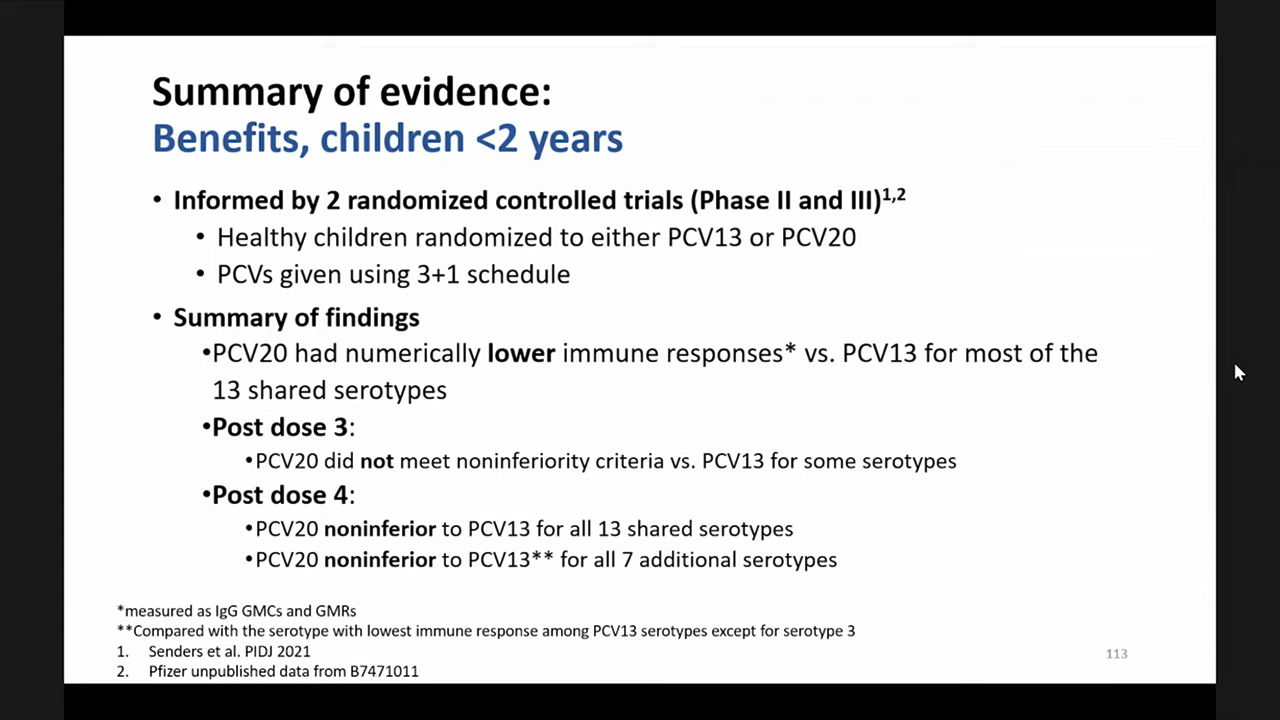 Summary of evidence:
Benefits, children <2 years
• Informed by 2 randomized controlled trials (Phase II and III)1,2
• Healthy children randomized to either PCV13 or PCV20
• PCVs given using 3+1 schedule
• Summary of findings
•PCV20 had numerically lower immune responses* vs. PCV13 for most of the
13 shared serotypes
•Post dose 3:
•PCV20 did not meet noninferiority criteria vs. PCV13 for some serotypes
•Post dose 4:
•PCV20 noninferior to PCV13 for all 13 shared serotypes
•PCV20 noninferior to PCV13** for all 7 additional serotypes
*measured as IgG GMCs and GMRs
**Compared with the serotype with lowest immune response among PCV13 serotypes except for serotype 3
1. Senders et al. PIDJ 2021
2. Pfizer unpublished data from B7471011
113